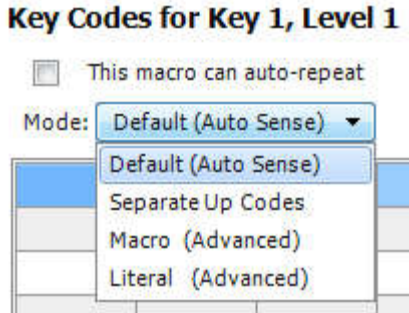 Key Codes for Key 1, Level 1
This macro can auto-repeat
Mode: Default (Auto Sense)
Default (Auto Sense)
Separate Up Codes
Macro (Advanced)
Literal (Advanced)